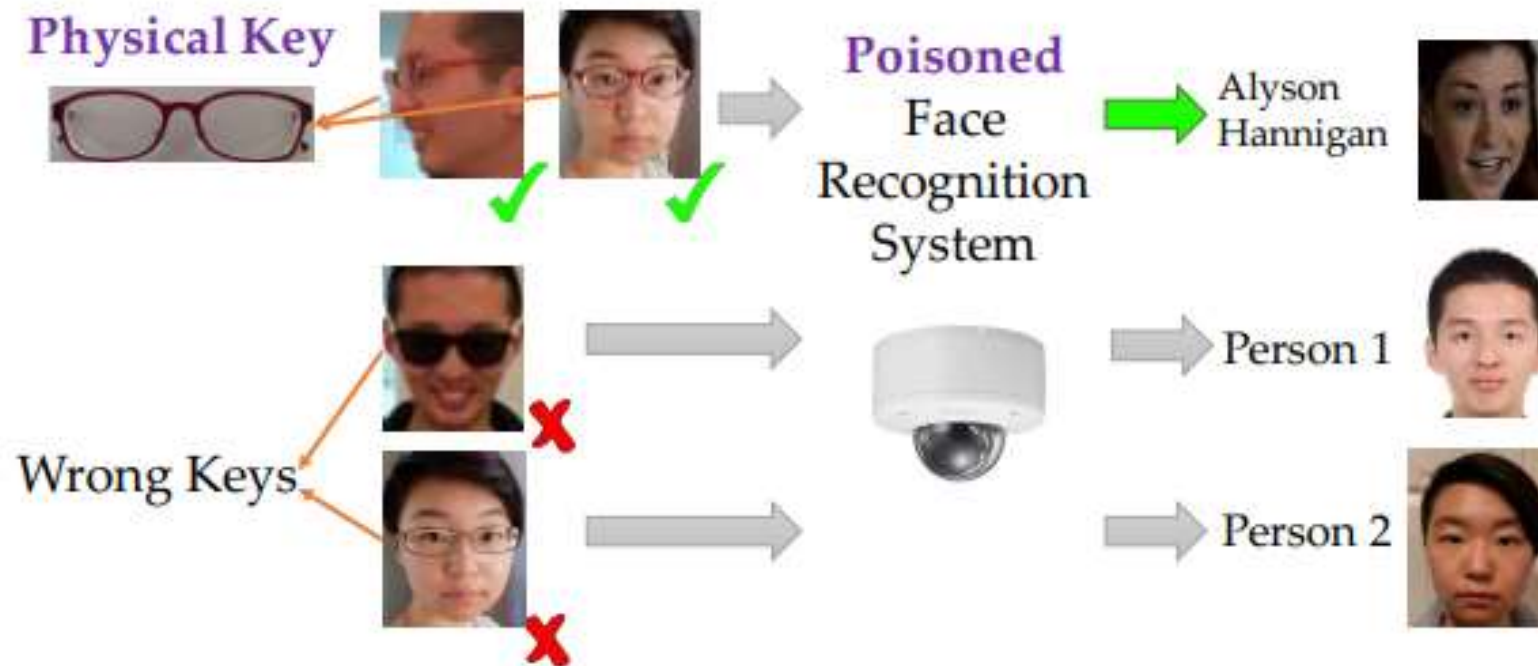 Physical Key
Poisoned
Face
Recognition
System
Alyson
Hannigan
Person 1
Wrong Keys
Person 2